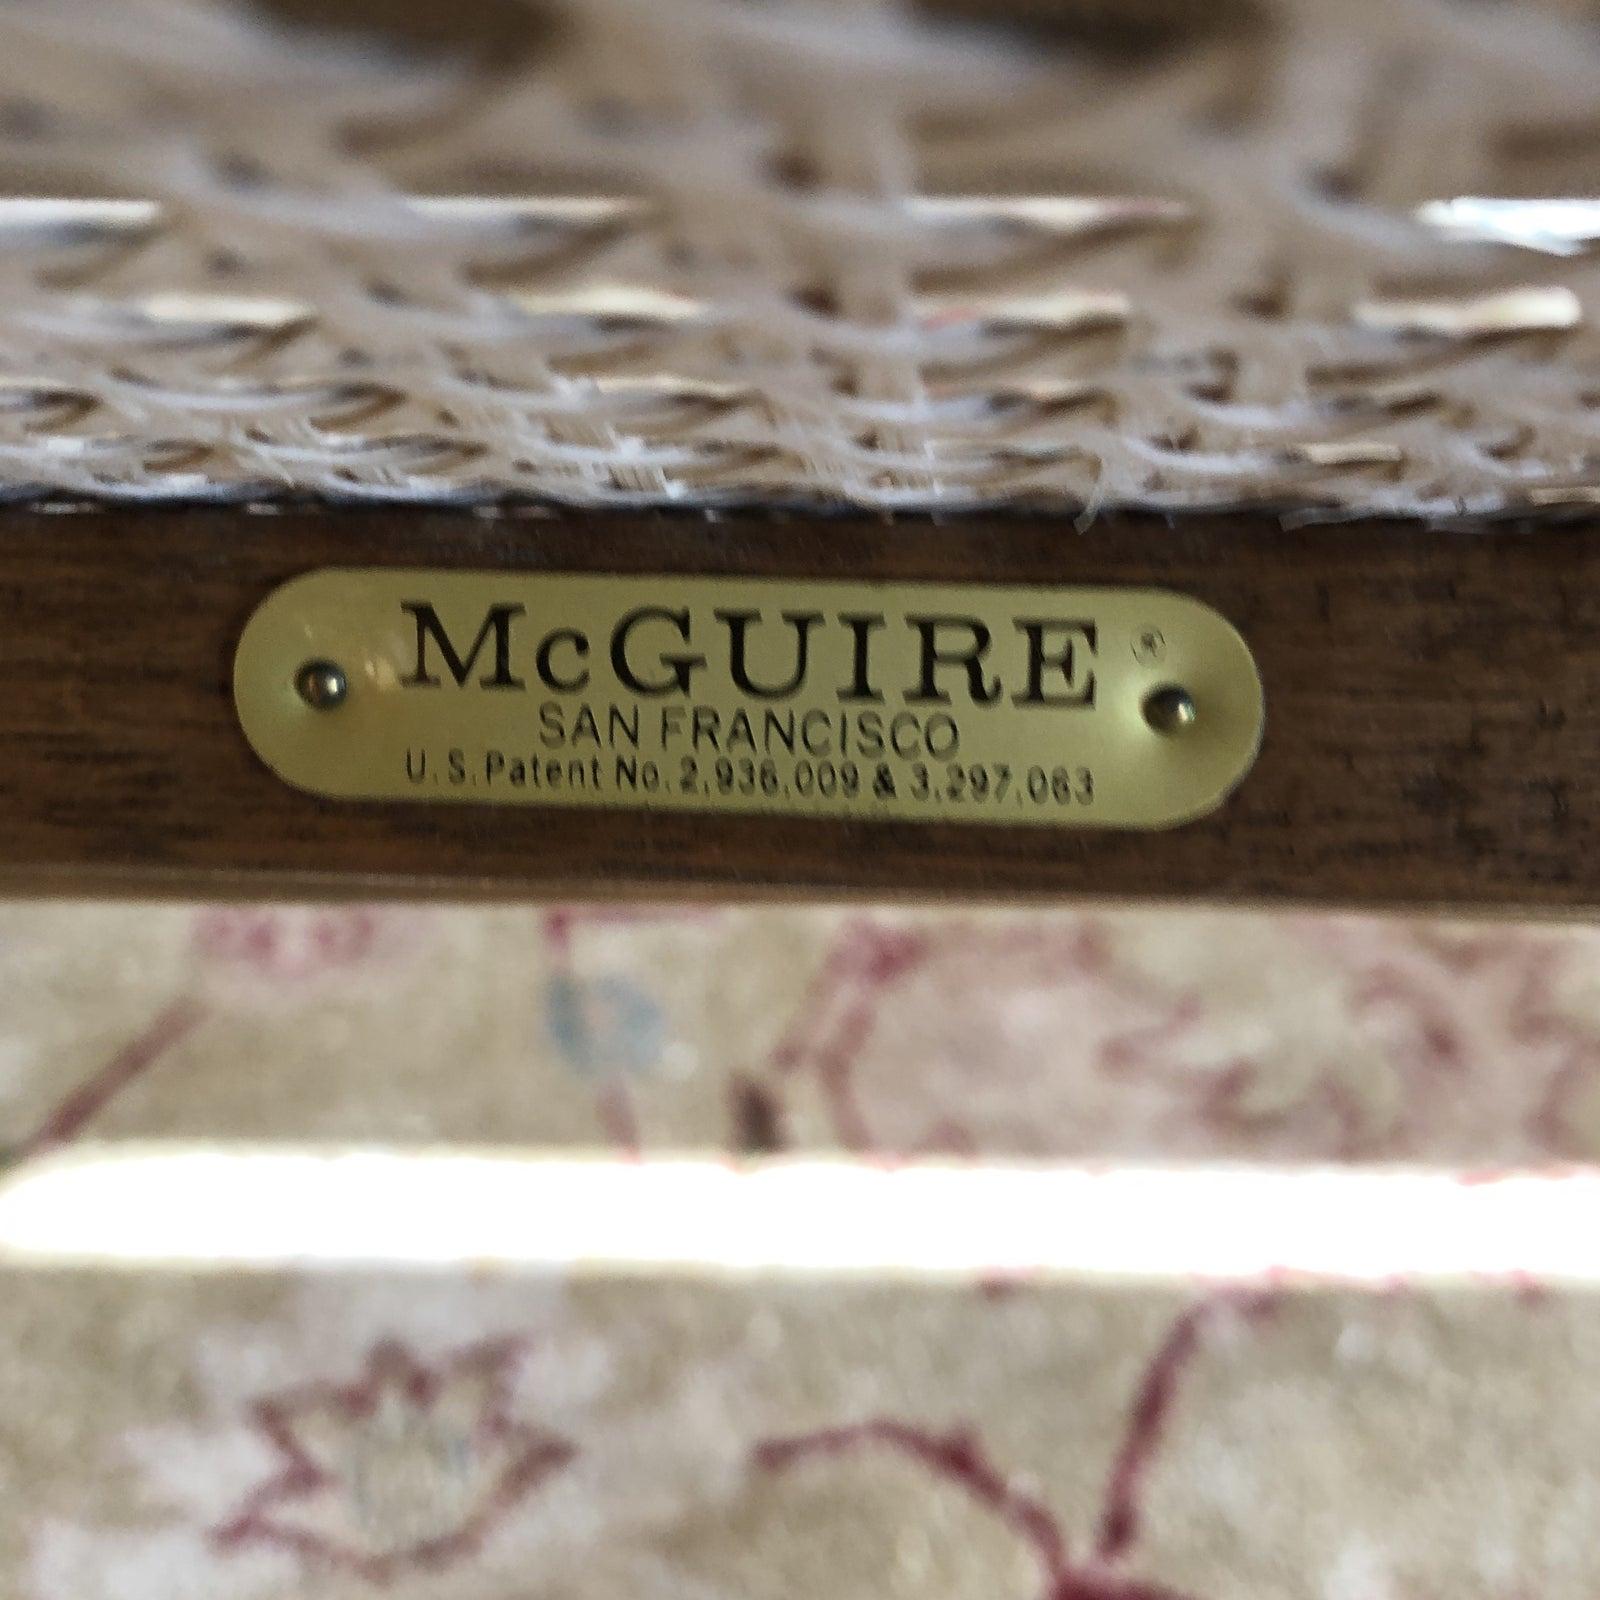 McGUIRE ®
SAN FRANCISCO
U.S. Patent No. 2,936,009 & 3,297,063